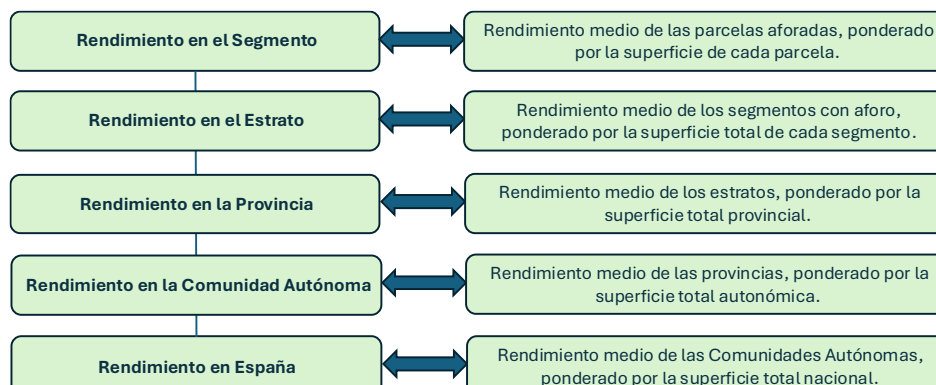 Rendimiento en el Segmento
Rendimiento medio de las parcelas aforadas, ponderado
por la superficie de cada parcela.
Rendimiento en el Estrato
Rendimiento medio de los segmentos con aforo,
ponderado por la superficie total de cada segmento.
Rendimiento en la Provincia
Rendimiento medio de los estratos, ponderado por la
superficie total provincial.
Rendimiento en la Comunidad Autónoma
Rendimiento medio de las provincias, ponderado por la
superficie total autonómica.
Rendimiento en España
Rendimiento medio de las Comunidades Autónomas,
ponderado por la superficie total nacional.